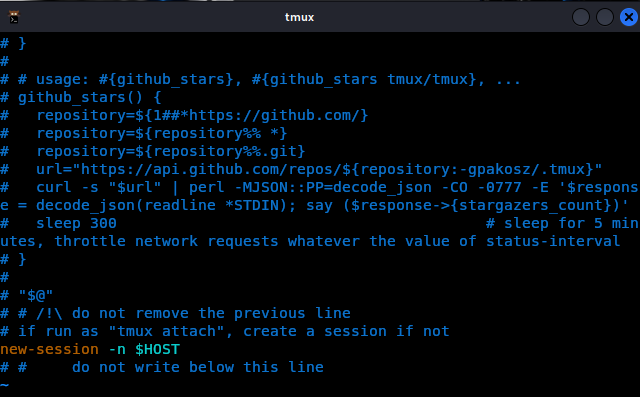 tmux
# }
#
# # usage: #{github_stars}, #{github_stars tmux/tmux}, ...
# github_stars() {
#   repository=${1##*https://github.com/}
#   repository=${repository%% *}
#   repository=${repository%%.git}
#   url="https://api.github.com/repos/${repository:-gpakosz/.tmux}"
#   curl -s "$url" | perl -MJSON::PP=decode_json -CO -0777 -E '$respons
e = decode_json(readline *STDIN); say ($response->{stargazers_count})'
#   sleep 300                                         # sleep for 5 min
utes, throttle network requests whatever the value of status-interval
# }
#
# "$@"
# # /!\ do not remove the previous line
# if run as "tmux attach", create a session if not
new-session -n $HOST
# #     do not write below this line
~